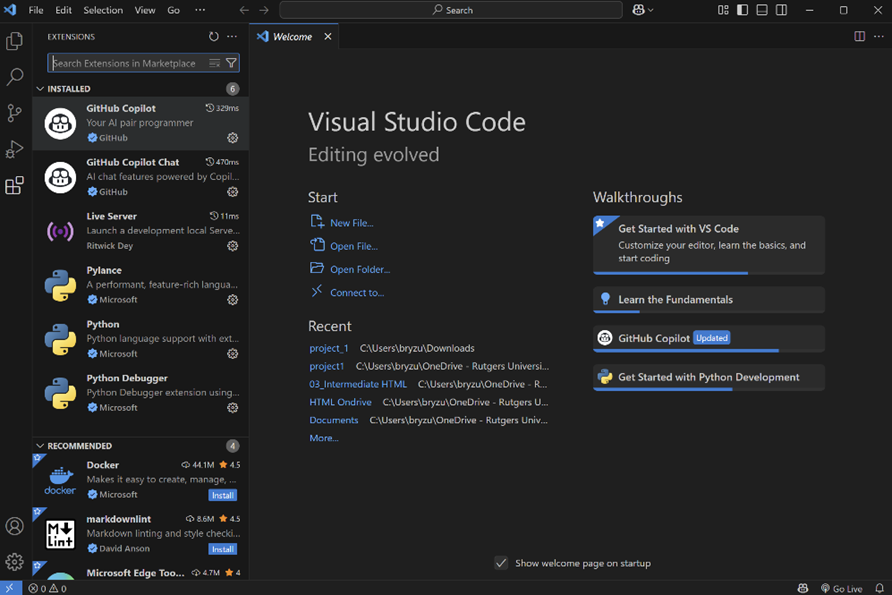 File Edit Selection View Go ···
Search
EXTENSIONS
Welcome
Search Extensions in Marketplace
INSTALLED 6
GitHub Copilot 329ms
Your AI pair programmer
GitHub
GitHub Copilot Chat 470ms
AI chat features powered by Copil...
GitHub
Live Server 11ms
Launch a development local Serve...
Ritwick Dey
Pylance
A performant, feature-rich langua...
Microsoft
Python
Python language support with ext...
Microsoft
Python Debugger
Python Debugger extension using...
Microsoft
RECOMMENDED 4
Docker 44.1M 4.5
Makes it easy to create, manage, ...
docker
Microsoft Install
markdownlint 8.6M 4.5
Markdown linting and style checki...
M Lint
David Anson Install
Microsoft Edge Too... 4.7M 4
Visual Studio Code
Editing evolved
Start
New File...
Open File...
Open Folder...
Connect to...
Recent
project_1 C:\Users\bryzu\Downloads
project1 C:\Users\bryzu\OneDrive - Rutgers Universi...
03_Intermediate HTML C:\Users\bryzu\OneDrive - R...
HTML Ondrive C:\Users\bryzu\OneDrive - Rutgers U...
Documents C:\Users\bryzu\OneDrive - Rutgers Univ...
More...
Walkthroughs
Get Started with VS Code
Customize your editor, learn the basics, and
start coding
Learn the Fundamentals
GitHub Copilot Updated
Get Started with Python Development
Show welcome page on startup
0 0
Go Live